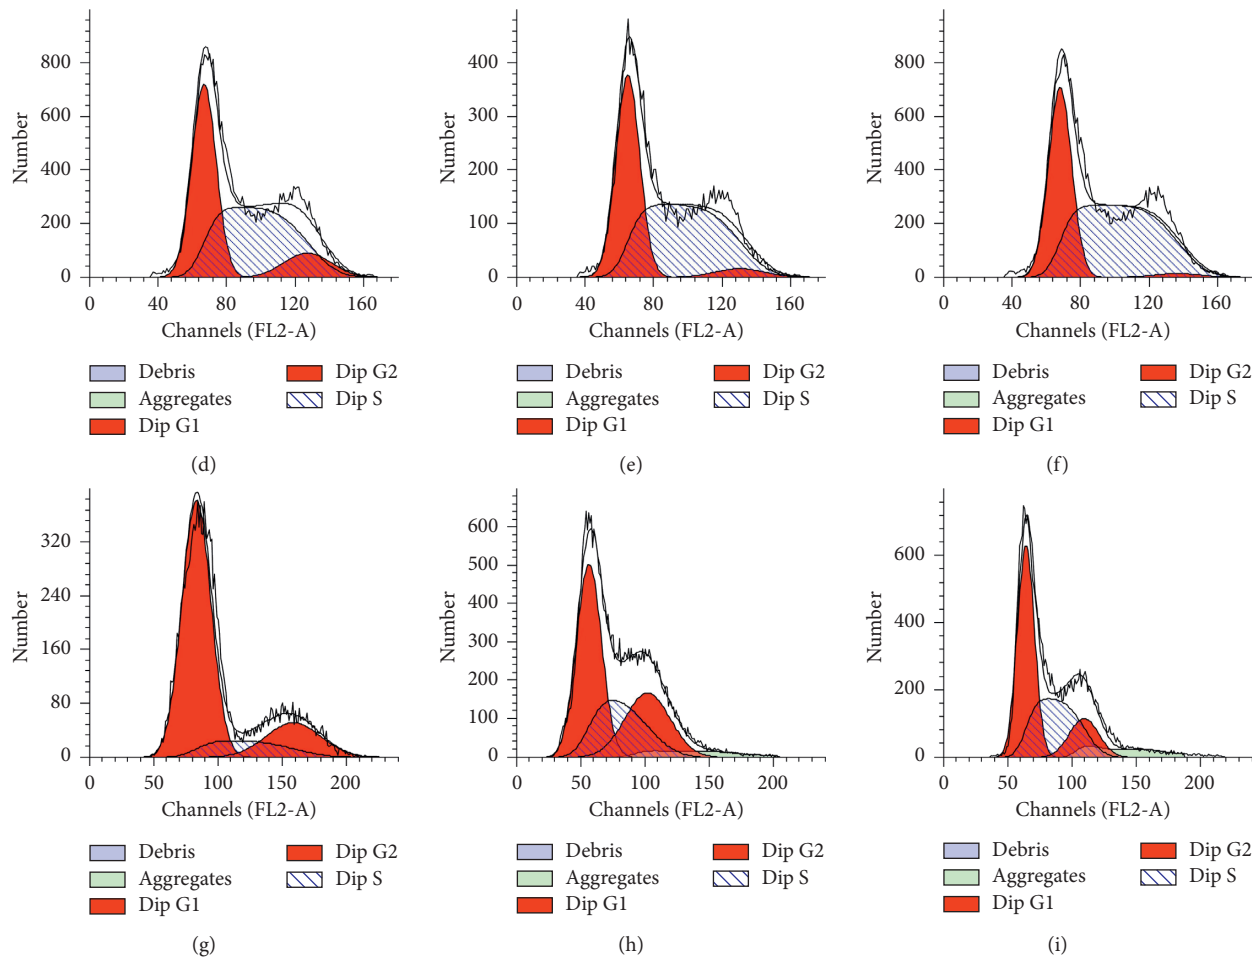 Number
800
600
400
200
0
0 40 80 120 160
Channels (FL2-A)
Debris Dip G2
Aggregates Dip S
Dip G1
(d)
Number
400
300
200
100
0
0 40 80 120 160
Channels (FL2-A)
Debris Dip G2
Aggregates Dip S
Dip G1
(e)
Number
800
600
400
200
0
0 40 80 120 160
Channels (FL2-A)
Debris Dip G2
Aggregates Dip S
Dip G1
(f)
Number
320
240
160
80
0
0 50 100 150 200
Channels (FL2-A)
Debris Dip G2
Aggregates Dip S
Dip G1
(g)
Number
600
500
400
300
200
100
0
0 50 100 150 200
Channels (FL2-A)
Debris Dip G2
Aggregates Dip S
Dip G1
(h)
Number
600
400
200
0
0 50 100 150 200
Channels (FL2-A)
Debris Dip G2
Aggregates Dip S
Dip G1
(i)